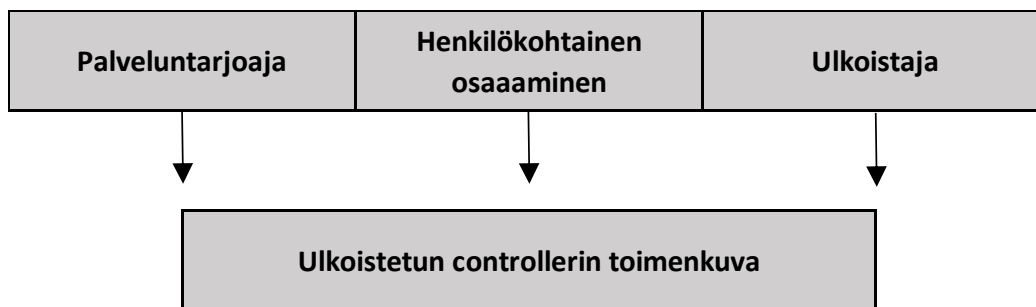 Palveluntarjoaja
Henkilökohtainen
osaaaminen
Ulkoistaja
Ulkoistetun controllerin toimenkuva